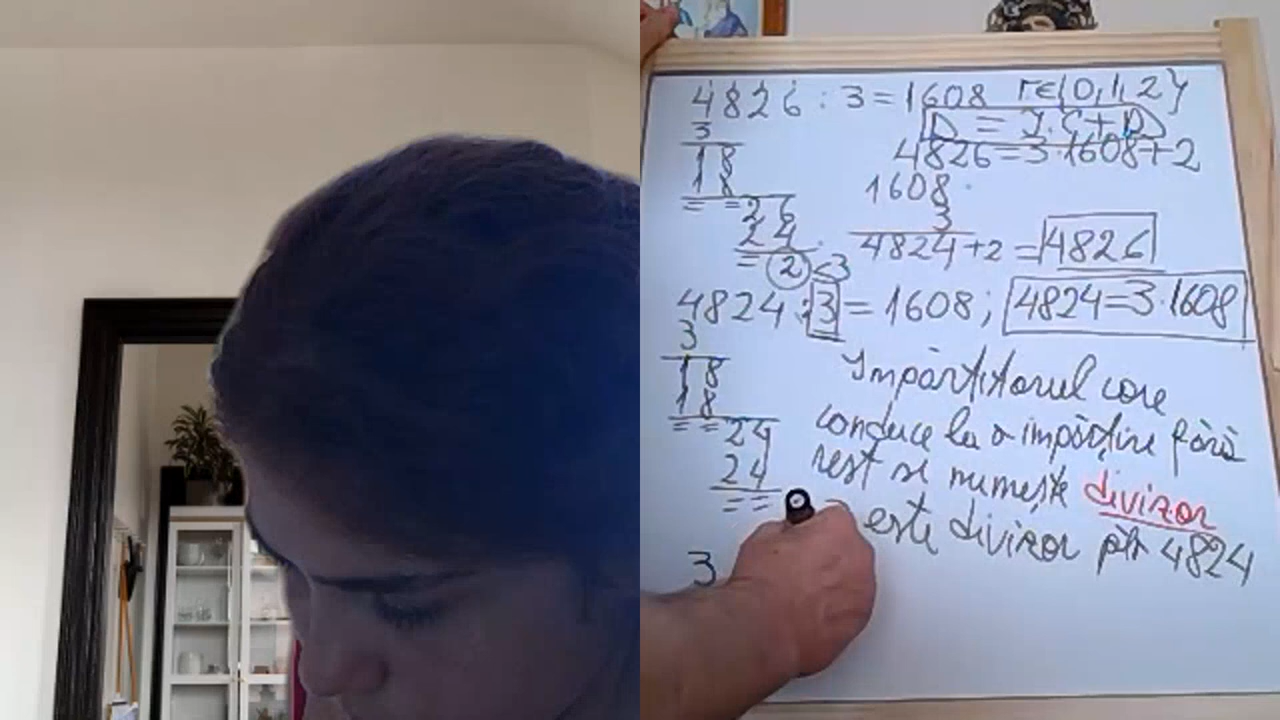 4826 : 3 = 1608 r∈{0,1,2}
3
D = Î·C+
18
4826=3·1608+2
18
1608·
= =26
3
24
4824+2 = 4826
= 2 <3
4824 : 3 = 1608; 4824=3·1608
3
18
Împărțitorul care
18
conduce la o împărțire fără
= = 24
rest se numește divizor
24
= =
este divizor ptr 4824
3